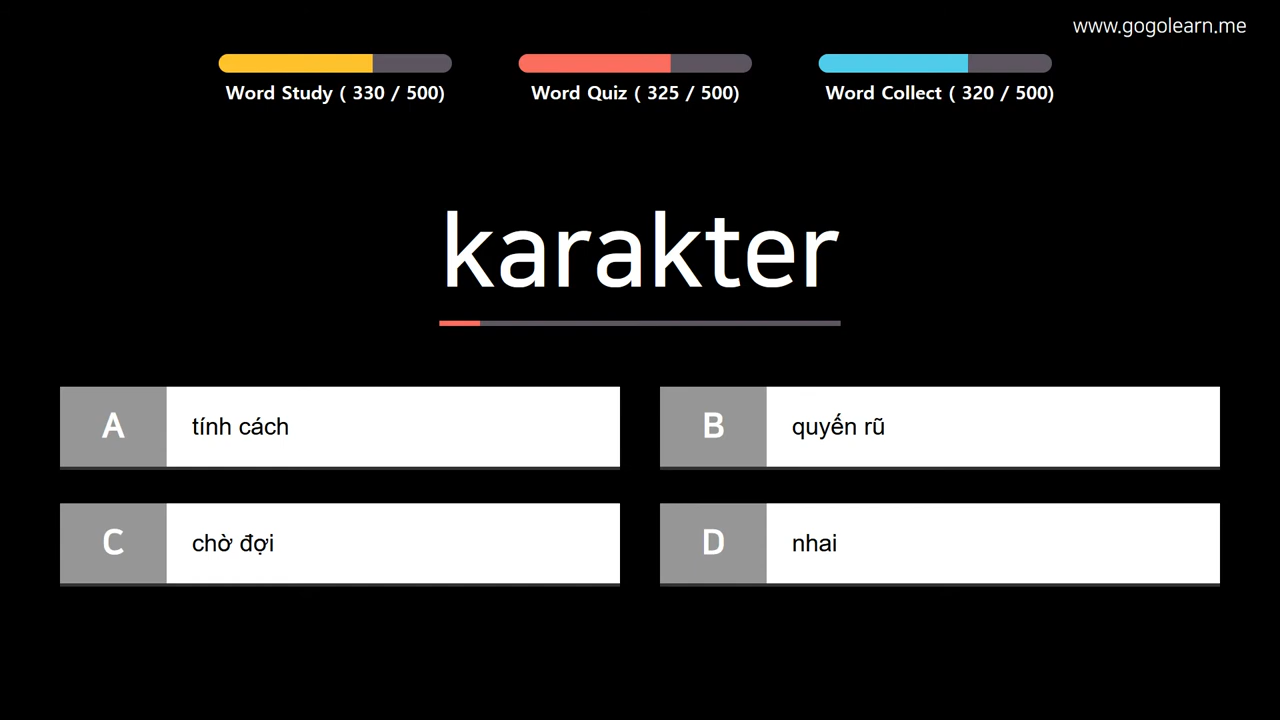 www.gogolearn.me
Word Study ( 330 / 500)
Word Quiz ( 325 / 500)
Word Collect ( 320 / 500)
karakter
A tính cách
B quyến rũ
C chờ đợi
D nhai